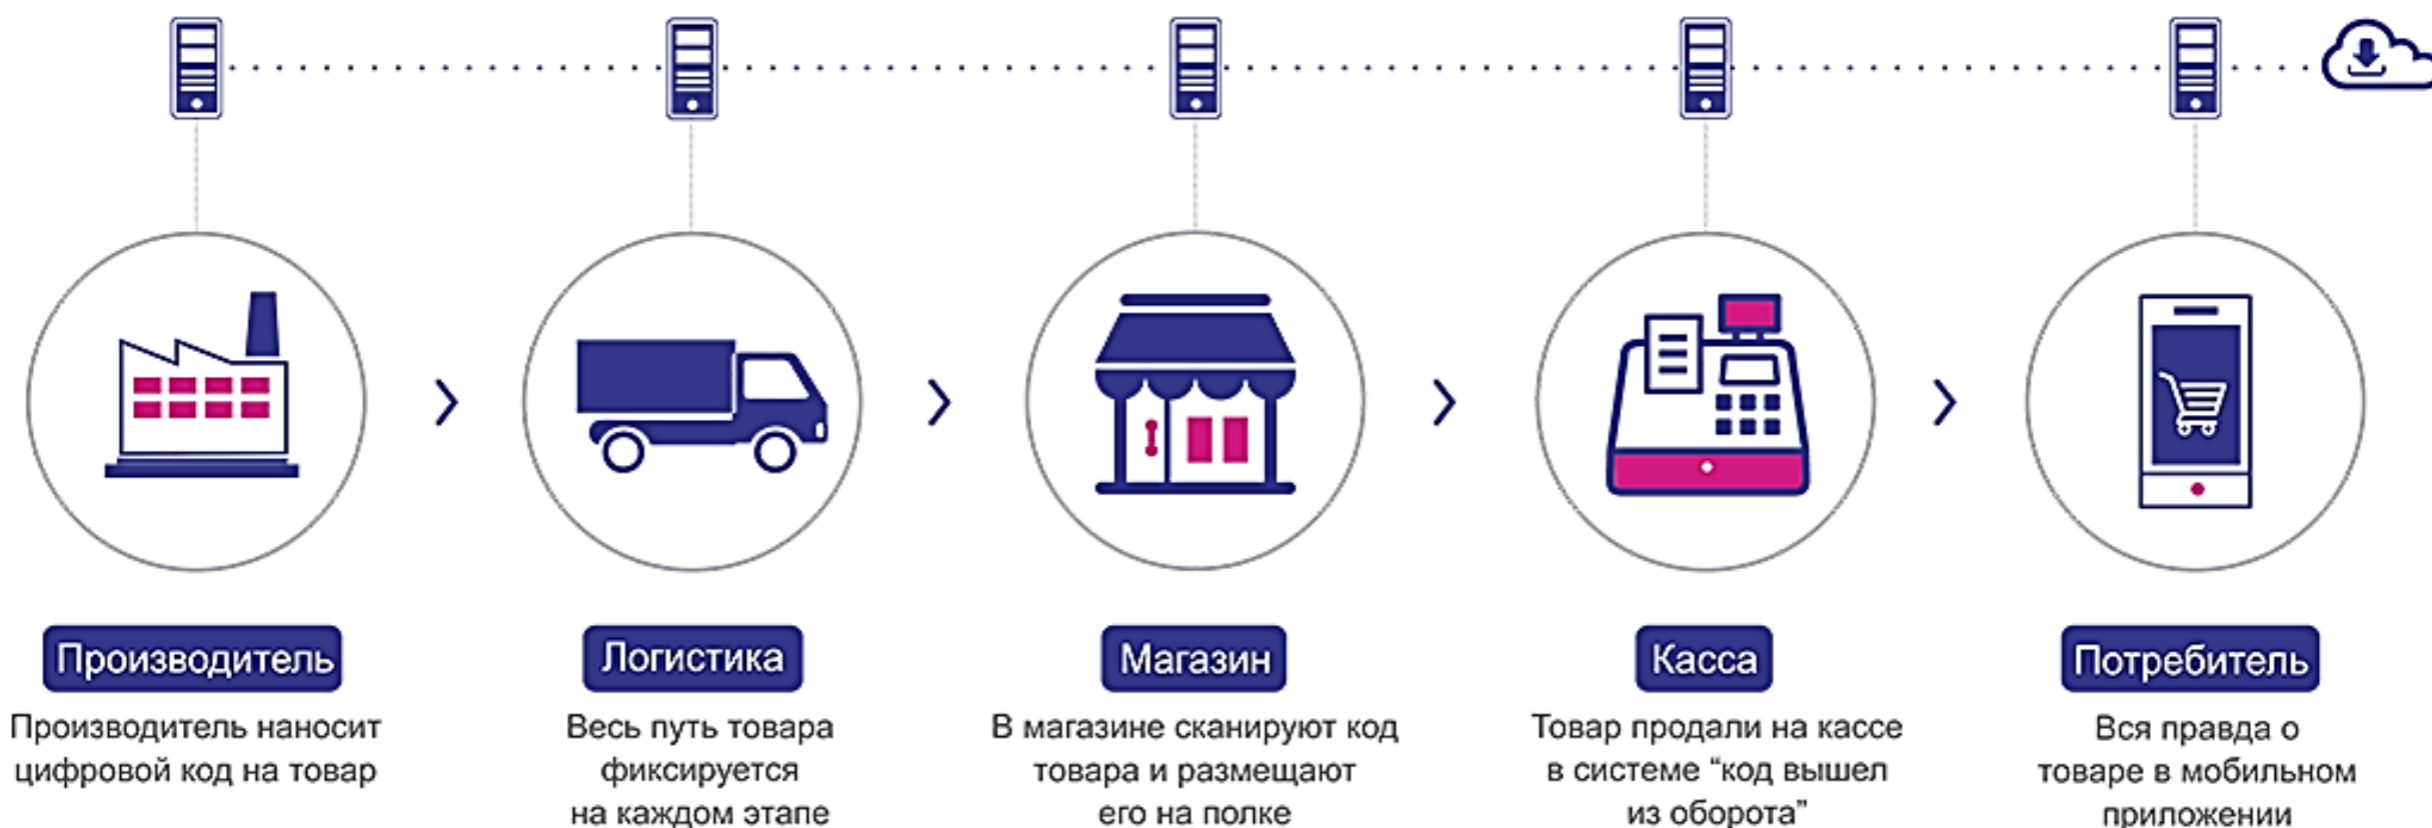 Производитель
Производитель наносит
цифровой код на товар
Логистика
Весь путь товара
фиксируется
на каждом этапе
Магазин
В магазине сканируют код
товара и размещают
его на полке
Касса
Товар продали на кассе
в системе “код вышел
из оборота”
Потребитель
Вся правда о
товаре в мобильном
приложении